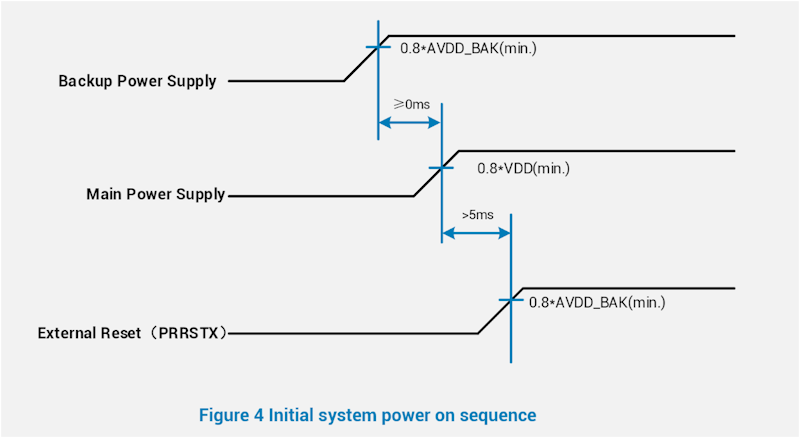 0.8*AVDD_BAK(min.)
Backup Power Supply
≥0ms
0.8*VDD(min.)
Main Power Supply
>5ms
0.8*AVDD_BAK(min.)
External Reset（PRRSTX）
Figure 4 Initial system power on sequence